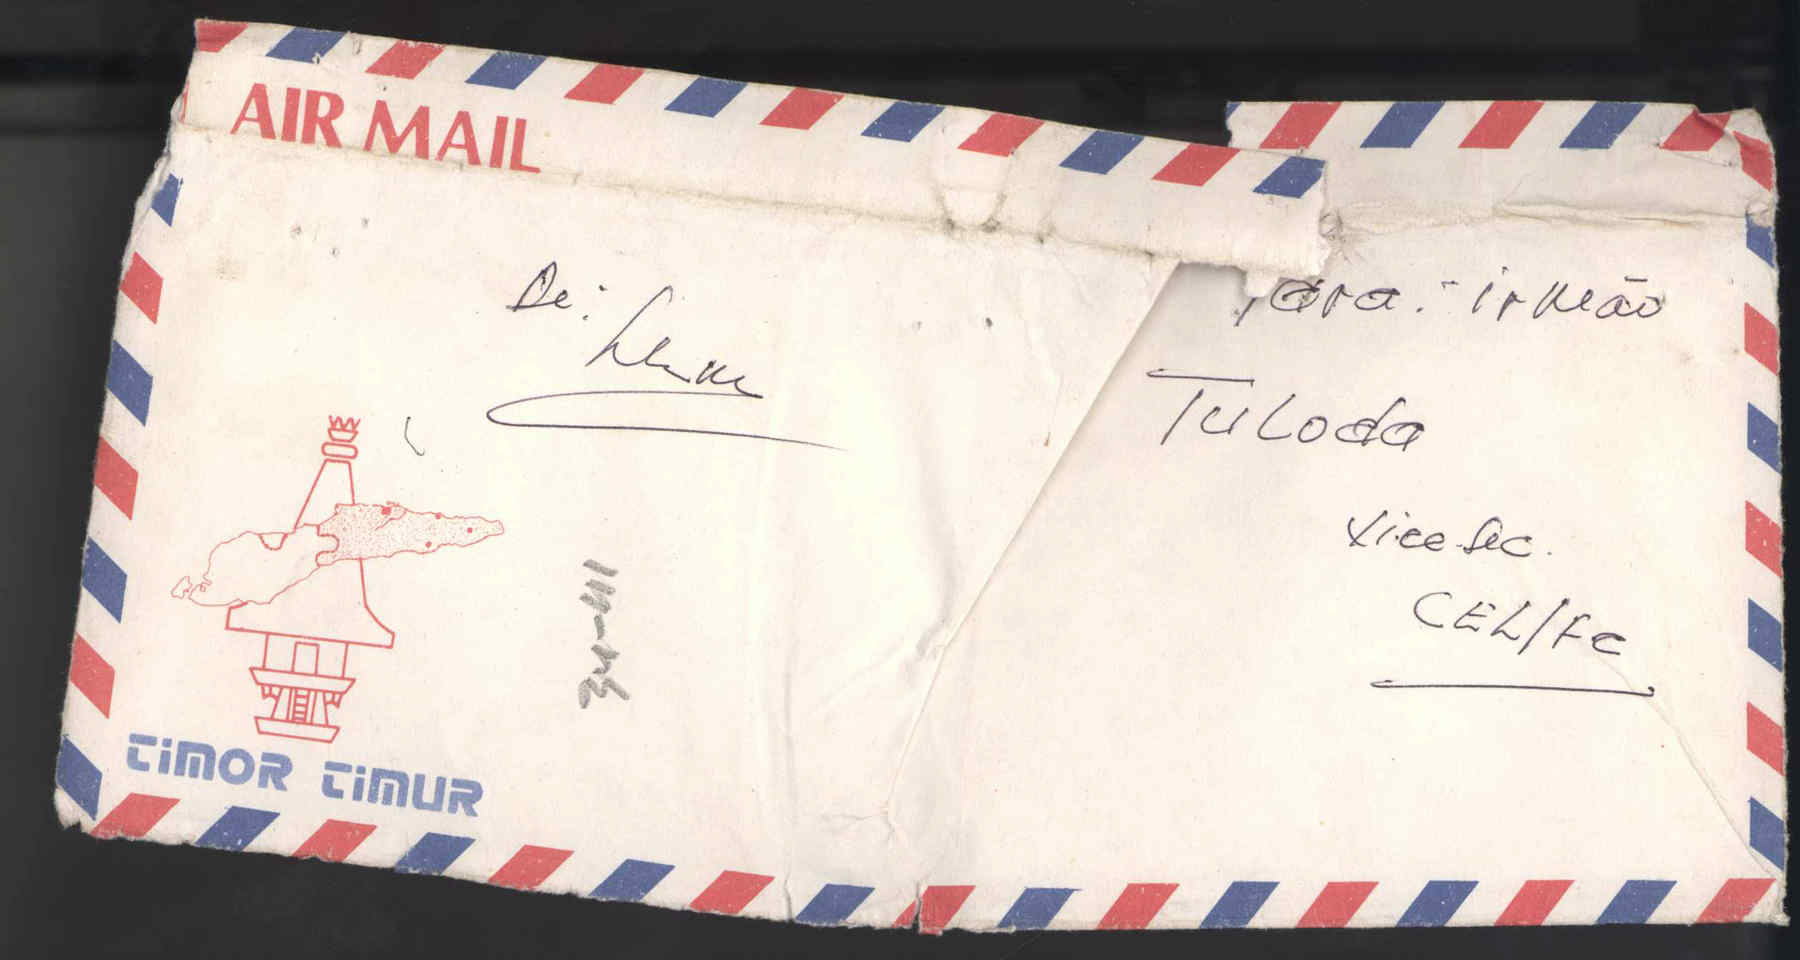 AIR MAIL
De:
Para: irmão
Tuloda
Vice Sec.
CEL/FC
TIMOR TIMUR